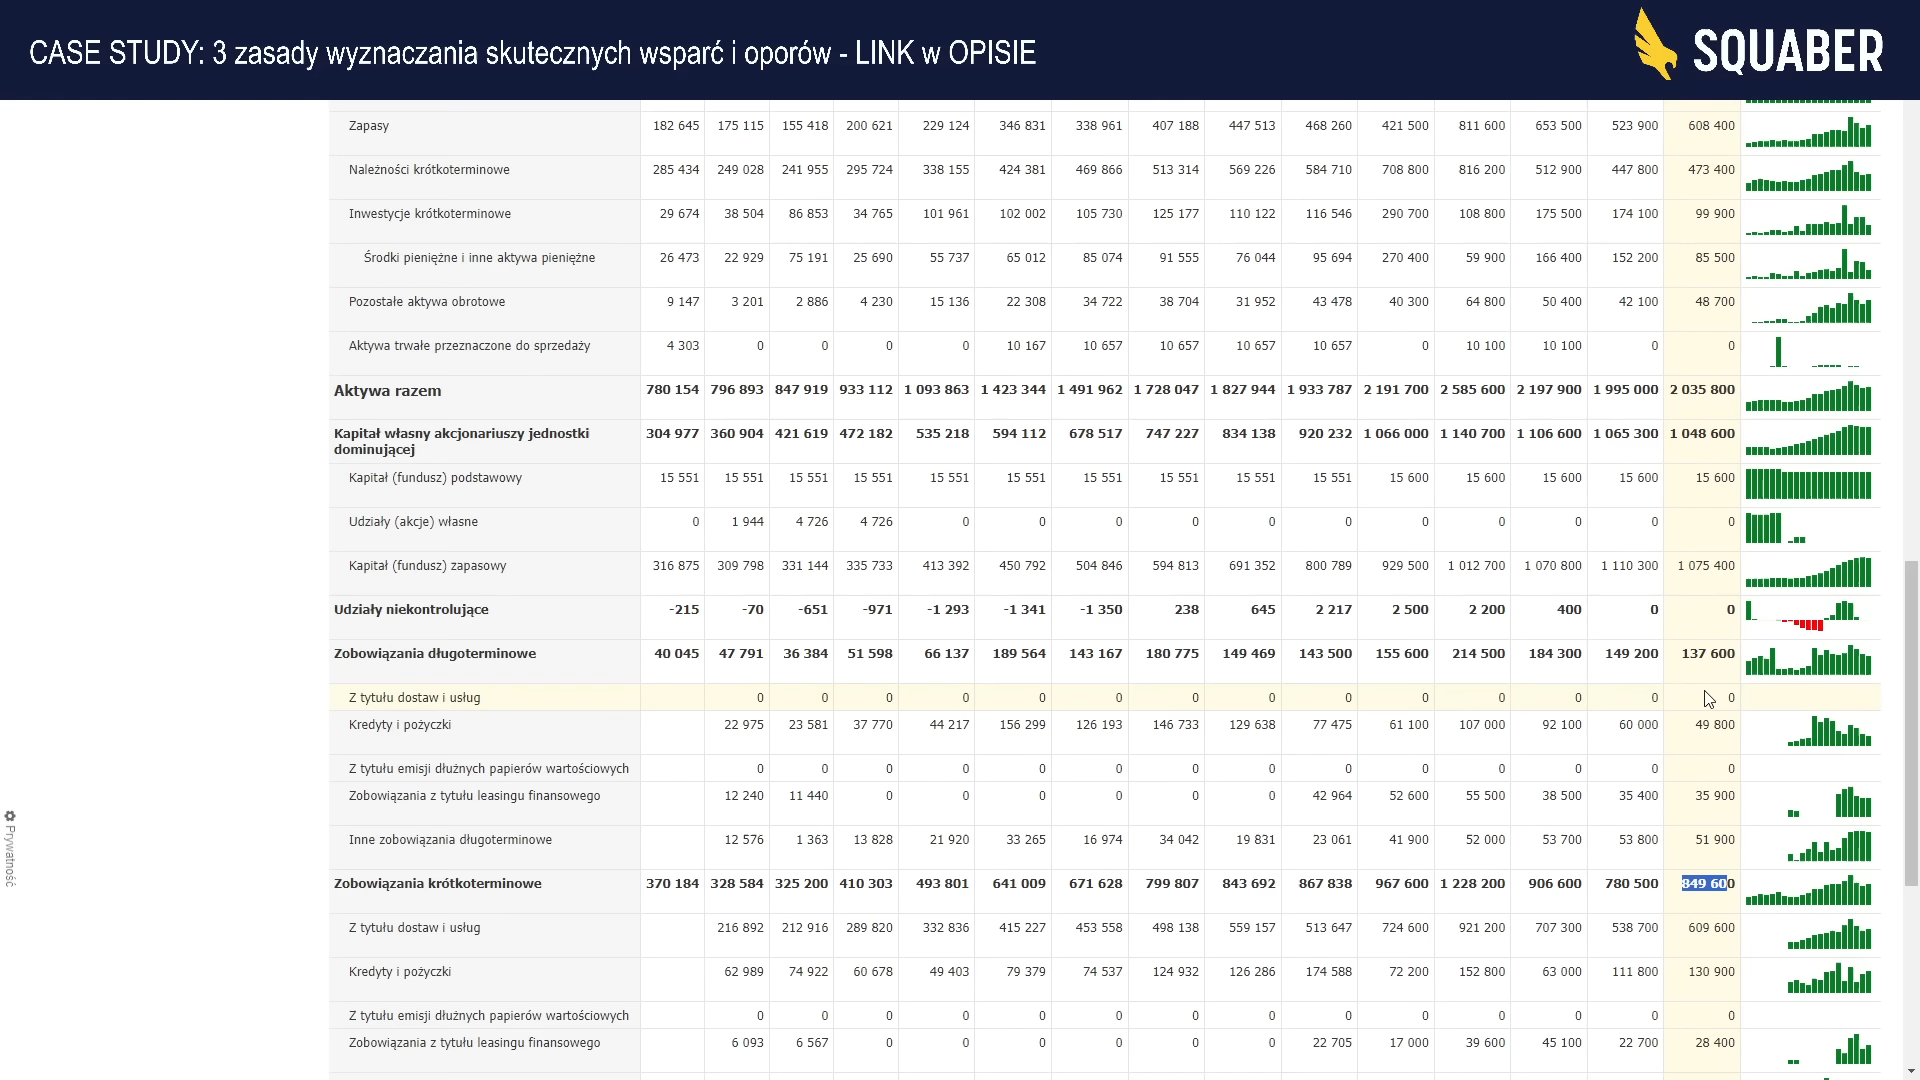 CASE STUDY: 3 zasady wyznaczania skutecznych wsparć i oporów - LINK w OPISIE
SQUABER
Zapasy 182 645 175 115 155 418 200 621 229 124 346 831 338 961 407 188 447 513 468 260 421 500 811 600 653 500 523 900 608 400
Należności krótkoterminowe 285 434 249 028 241 955 295 724 338 155 424 381 469 866 513 314 569 226 584 710 708 800 816 200 512 900 447 800 473 400
Inwestycje krótkoterminowe 29 674 38 504 86 853 34 765 101 961 102 002 105 730 125 177 110 122 116 546 290 700 108 800 175 500 174 100 99 900
Środki pieniężne i inne aktywa pieniężne 26 473 22 929 75 191 25 690 55 737 65 012 85 074 91 555 76 044 95 694 270 400 59 900 166 400 152 200 85 500
Pozostałe aktywa obrotowe 9 147 3 201 2 886 4 230 15 136 22 308 34 722 38 704 31 952 43 478 40 300 64 800 50 400 42 100 48 700
Aktywa trwałe przeznaczone do sprzedaży 4 303 0 0 0 0 10 167 10 657 10 657 10 657 10 657 0 10 100 10 100 0 0
Aktywa razem 780 154 796 893 847 919 933 112 1 093 863 1 423 344 1 491 962 1 728 047 1 827 944 1 933 787 2 191 700 2 585 600 2 197 900 1 995 000 2 035 800
Kapitał własny akcjonariuszy jednostki dominującej 304 977 360 904 421 619 472 182 535 218 594 112 678 517 747 227 834 138 920 232 1 066 000 1 140 700 1 106 600 1 065 300 1 048 600
Kapitał (fundusz) podstawowy 15 551 15 551 15 551 15 551 15 551 15 551 15 551 15 551 15 551 15 551 15 600 15 600 15 600 15 600 15 600
Udziały (akcje) własne 0 1 944 4 726 4 726 0 0 0 0 0 0 0 0 0 0 0
Kapitał (fundusz) zapasowy 316 875 309 798 331 144 335 733 413 392 450 792 504 846 594 813 691 352 800 789 929 500 1 012 700 1 070 800 1 110 300 1 075 400
Udziały niekontrolujące -215 -70 -651 -971 -1 293 -1 341 -1 350 238 645 2 217 2 500 2 200 400 0 0
Zobowiązania długoterminowe 40 045 47 791 36 384 51 598 66 137 189 564 143 167 180 775 149 469 143 500 155 600 214 500 184 300 149 200 137 600
Z tytułu dostaw i usług 0 0 0 0 0 0 0 0 0 0 0 0 0 0
Kredyty i pożyczki 22 975 23 581 37 770 44 217 156 299 126 193 146 733 129 638 77 475 61 100 107 000 92 100 60 000 49 800
Z tytułu emisji dłużnych papierów wartościowych 0 0 0 0 0 0 0 0 0 0 0 0 0 0
Zobowiązania z tytułu leasingu finansowego 12 240 11 440 0 0 0 0 0 0 42 964 52 600 55 500 38 500 35 400 35 900
Inne zobowiązania długoterminowe 12 576 1 363 13 828 21 920 33 265 16 974 34 042 19 831 23 061 41 900 52 000 53 700 53 800 51 900
Zobowiązania krótkoterminowe 370 184 328 584 325 200 410 303 493 801 641 009 671 628 799 807 843 692 867 838 967 600 1 228 200 906 600 780 500 849 600
Z tytułu dostaw i usług 216 892 212 916 289 820 332 836 415 227 453 558 498 138 559 157 513 647 724 600 921 200 707 300 538 700 609 600
Kredyty i pożyczki 62 989 74 922 60 678 49 403 79 379 74 537 124 932 126 286 174 588 72 200 152 800 63 000 111 800 130 900
Z tytułu emisji dłużnych papierów wartościowych 0 0 0 0 0 0 0 0 0 0 0 0 0 0
Zobowiązania z tytułu leasingu finansowego 6 093 6 567 0 0 0 0 0 0 22 705 17 000 39 600 45 100 22 700 28 400
Prywatność